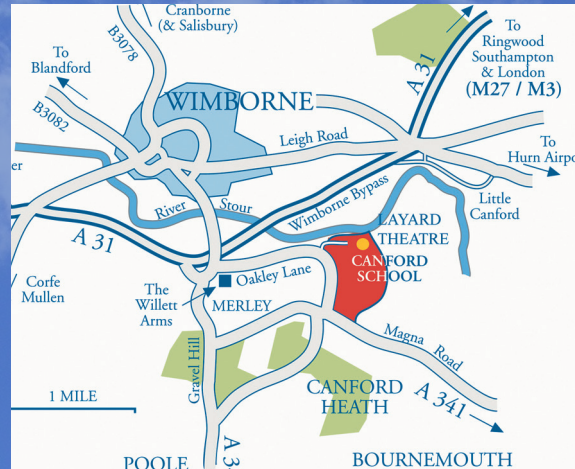 Cranborne
(& Salisbury)
B3078
To
Blandford
B3082
WIMBORNE
Leigh Road
A 31
To
Ringwood
Southampton
& London
(M27 / M3)
To
Hurn Airpo
Little
Canford
er
River
Stour
Wimborne Bypass
A 31
LAYARD
THEATRE
CANFORD
SCHOOL
Oakley Lane
The
Willett
Arms
MERLEY
Corfe
Mullen
Gravel Hill
Magna Road
1 MILE
CANFORD
HEATH
A 341
POOLE
A 3
BOURNEMOUTH